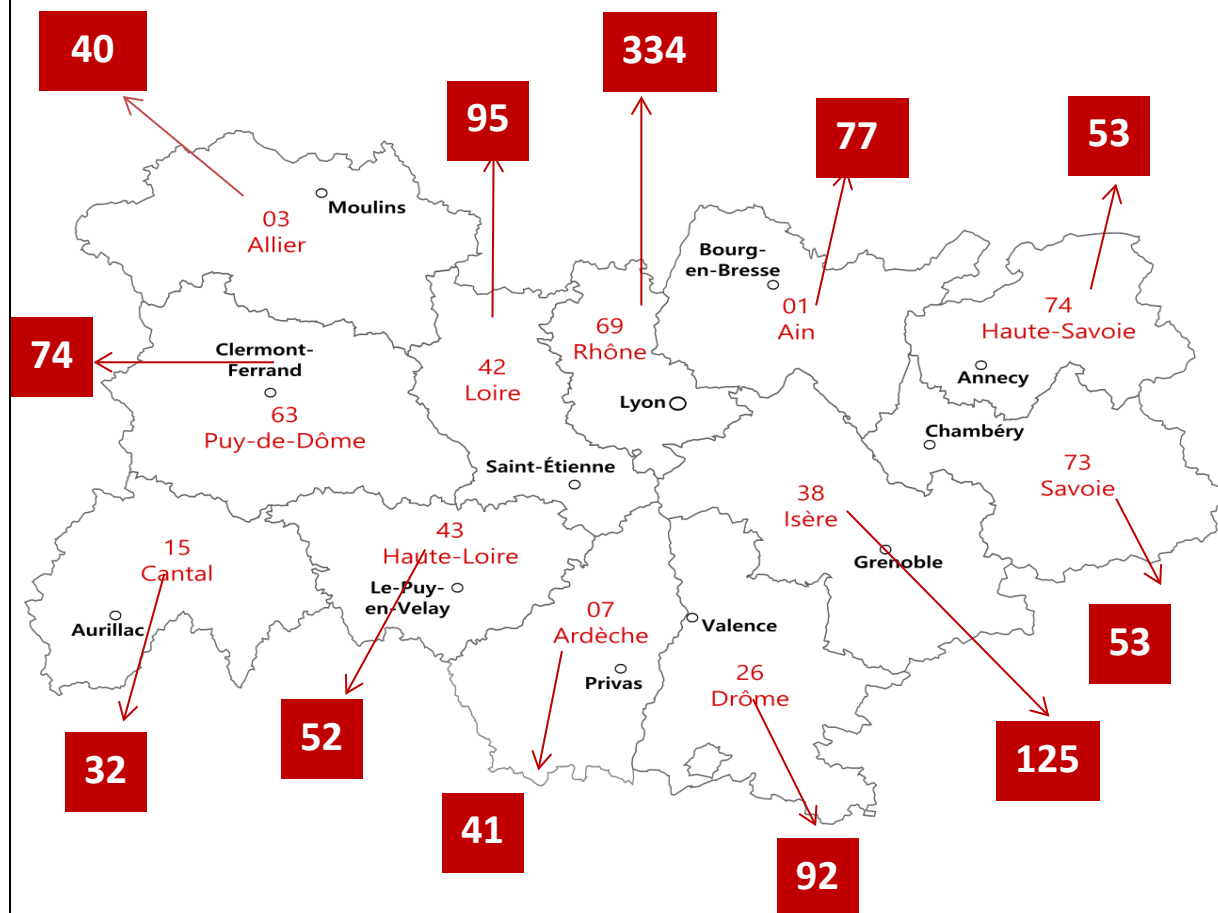 40
334
95
77
53
03
Allier
Moulins
Bourg-
en-Bresse
01
Ain
74
Haute-Savoie
Annecy
69
Rhône
Lyon
42
Loire
74
Clermont-
Ferrand
63
Puy-de-Dôme
Chambéry
73
Savoie
Saint-Étienne
38
Isère
Grenoble
43
Haute-Loire
Le-Puy-
en-Velay
15
Cantal
Aurillac
07
Ardèche
Privas
Valence
26
Drôme
53
52
32
125
41
92